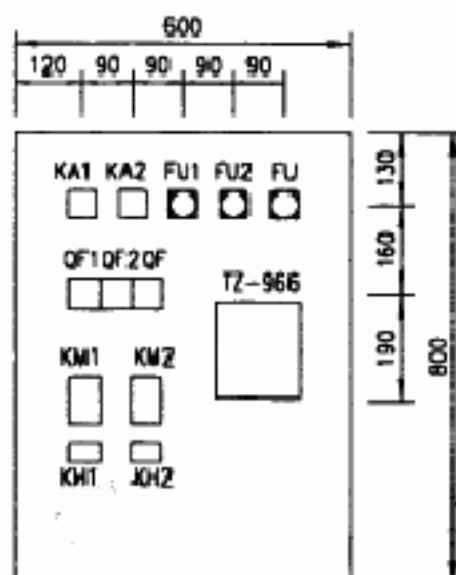 600
120 90 90 90 90
KA1 KA2 FU1 FU2 FU
130
QF1 QF2 QF
160
TZ-966
190
800
KM1 KM2
KH1 KH2